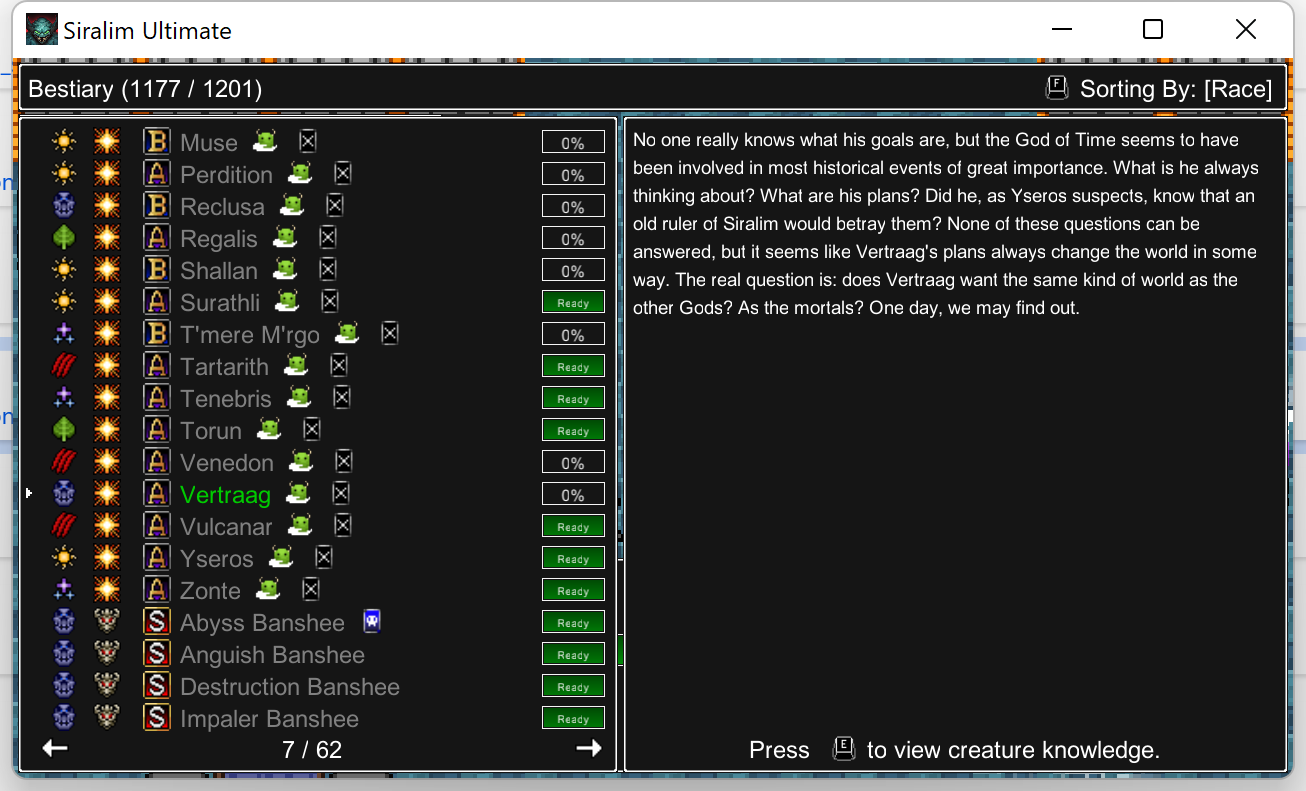 Siralim Ultimate
Bestiary (1177 / 1201)
F Sorting By: [Race]
B Muse 0%
A Perdition 0%
B Reclusa 0%
A Regalis 0%
B Shallan 0%
A Surathli Ready
B T'mere M'rgo 0%
A Tartarith Ready
A Tenebris Ready
A Torun Ready
A Venedon 0%
A Vertraag 0%
A Vulcanar Ready
A Yseros Ready
A Zonte Ready
S Abyss Banshee Ready
S Anguish Banshee Ready
S Destruction Banshee Ready
S Impaler Banshee Ready
7 / 62
No one really knows what his goals are, but the God of Time seems to have
been involved in most historical events of great importance. What is he always
thinking about? What are his plans? Did he, as Yseros suspects, know that an
old ruler of Siralim would betray them? None of these questions can be
answered, but it seems like Vertraag's plans always change the world in some
way. The real question is: does Vertraag want the same kind of world as the
other Gods? As the mortals? One day, we may find out.
Press E to view creature knowledge.